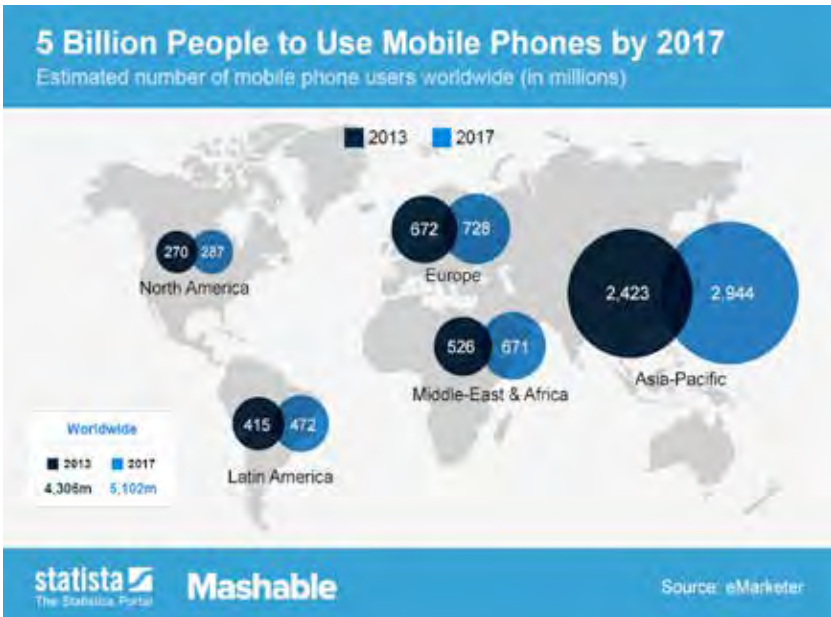 5 Billion People to Use Mobile Phones by 2017
Estimated number of mobile phone users worldwide (in millions)
2013 2017
270 287
North America
672 728
Europe
2,423 2,944
Asia-Pacific
526 671
Middle-East & Africa
415 472
Latin America
Worldwide
2013 2017
4,306m 5,102m
statista
The Statistics Portal
Mashable
Source: eMarketer